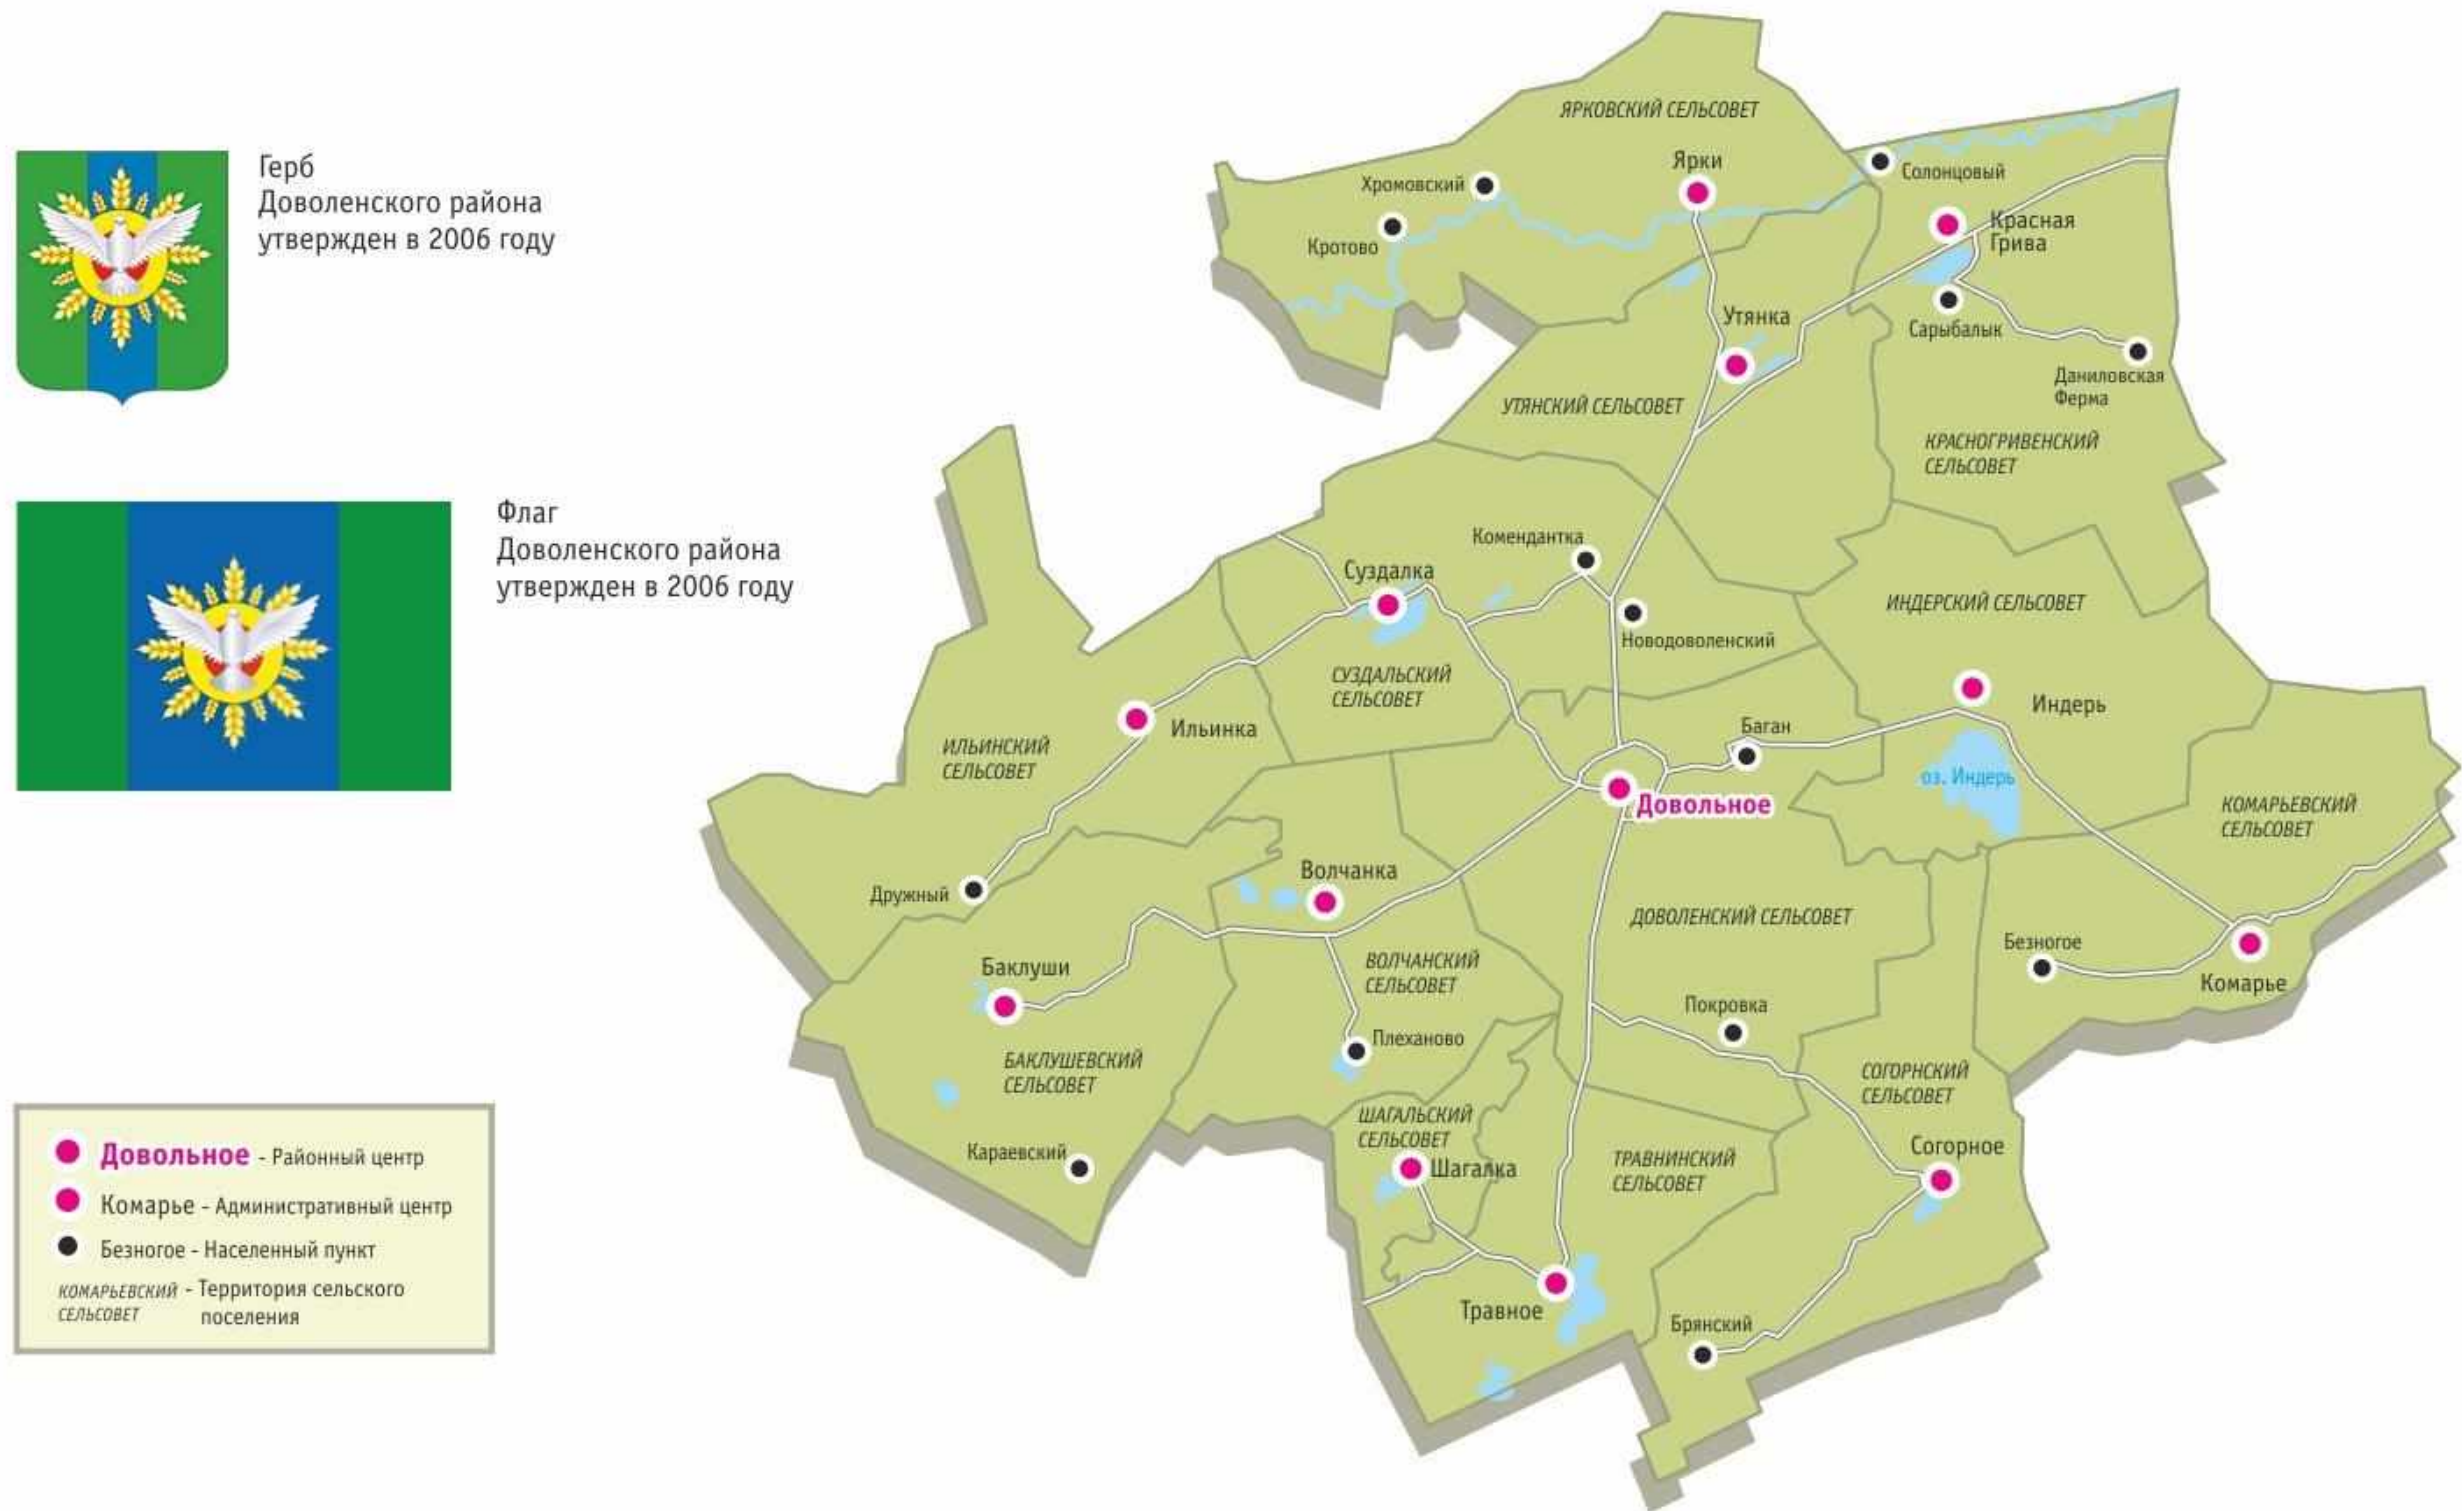 Герб
Доволенского района
утвержден в 2006 году
Флаг
Доволенского района
утвержден в 2006 году
Довольное - Районный центр
Комарье - Административный центр
Безногое - Населенный пункт
КОМАРЬЕВСКИЙ - Территория сельского
СЕЛЬСОВЕТ поселения
ЯРКОВСКИЙ СЕЛЬСОВЕТ
Ярки
Хромовский
Кротово
Солонцовый
Красная
Грива
Утянка
Сарыбалык
Даниловская
Ферма
УТЯНСКИЙ СЕЛЬСОВЕТ
КРАСНОГРИВЕНСКИЙ
СЕЛЬСОВЕТ
Комендантка
Суздалка
Новодоволенский
ИНДЕРСКИЙ СЕЛЬСОВЕТ
СУЗДАЛЬСКИЙ
СЕЛЬСОВЕТ
Индерь
Ильинка
Баган
ИЛЬИНСКИЙ
СЕЛЬСОВЕТ
оз. Индерь
Довольное
КОМАРЬЕВСКИЙ
СЕЛЬСОВЕТ
Волчанка
Дружный
ДОВОЛЕНСКИЙ СЕЛЬСОВЕТ
Безногое
Комарье
Баклуши
ВОЛЧАНСКИЙ
СЕЛЬСОВЕТ
Покровка
Плеханово
БАКЛУШЕВСКИЙ
СЕЛЬСОВЕТ
СОГОРНСКИЙ
СЕЛЬСОВЕТ
ШАГАЛЬСКИЙ
СЕЛЬСОВЕТ
Караевский
Шагалка
ТРАВНИНСКИЙ
СЕЛЬСОВЕТ
Согорное
Травное
Брянский